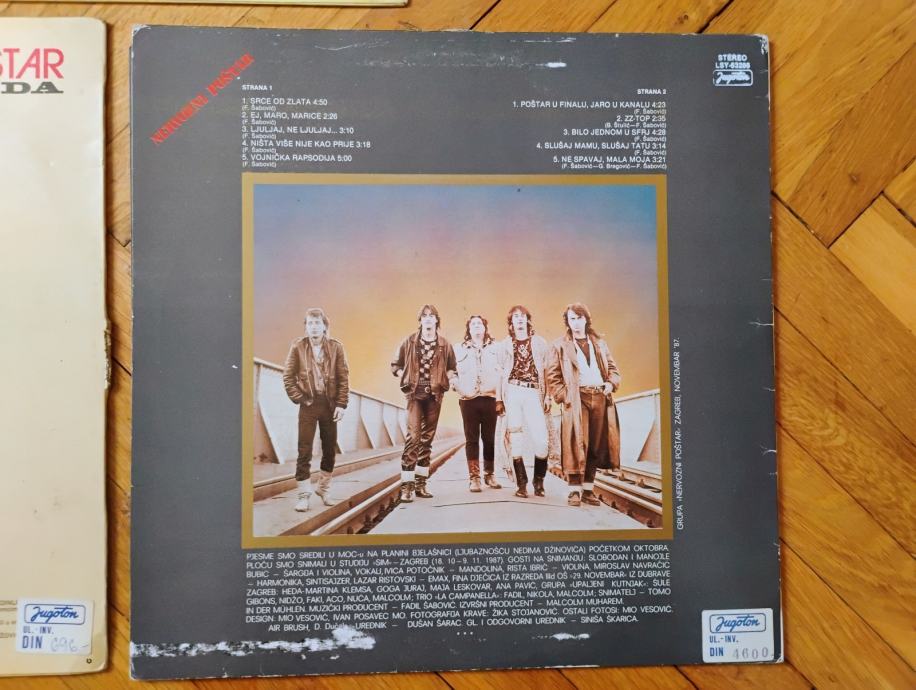 STAR
DA
Jugoton
UL.-INV.
DIN 696-
NERVOZNI POŠTAR
STEREO
LSY-63286
Jugoton
STRANA 1
1. SRCE OD ZLATA 4:50
(F. Šabović)
2. EJ, MARO, MARICE 2:26
(F. Šabović)
3. LJULJAJ, NE LJULJAJ... 3:10
(F. Šabović)
4. NIŠTA VIŠE NIJE KAO PRIJE 3:18
(F. Šabović)
5. VOJNIČKA RAPSODIJA 5:00
(F. Šabović)
STRANA 2
1. POŠTAR U FINALU, JARO U KANALU 4:23
(F. Šabović)
2. ZZ-TOP 2:35
(B. Štulić—F. Šabović)
3. BILO JEDNOM U SFRJ 4:28
(F. Šabović)
4. SLUŠAJ MAMU, SLUŠAJ TATU 3:14
(F. Šabović)
5. NE SPAVAJ, MALA MOJA 3:21
(F. Šabović—G. Bregović—F. Šabović)
GRUPA »NERVOZNI POŠTAR« ZAGREB, NOVEMBAR '87.
PJESME SMO SREDILI U MOC-u NA PLANINI BJELAŠNICI (LJUBAZNOŠĆU NEDIMA DŽINOVIĆA) POČETKOM OKTOBRA,
PLOČU SMO SNIMALI U STUDIJU »SIM«—ZAGREB (18. 10—9. 11. 1987). GOSTI NA SNIMANJU: SLOBODAN I MANOJLE
BUBIĆ — ŠARGIJA I VIOLINA, VOKALI, IVICA POTOČNIK — MANDOLINA, RISTA IBRIĆ — VIOLINA, MIROSLAV NAVRAČIĆ
— HARMONIKA, SINTISAJZER, LAZAR RISTOVSKI — EMAX, FINA DJEČICA IZ RAZREDA IIId OŠ »29. NOVEMBAR« IZ DUBRAVE
ZAGREB: HEDA-MARTINA KLEMSA, GOGA JURAJ, MAJA LESKOVAR, ANA PAVIĆ, GRUPA »UPALJENI KUTNJAK«: ŠULE
GIBONS, NIDŽO, FAKI, ACO, NUĆA, MALCOLM; TRIO »LA CAMPANELLA«: FADIL, NIKOLA, MALCOLM; SNIMATELJ — TOMO
IN DER MÜHLEN. MUZIČKI PRODUCENT — FADIL ŠABOVIĆ. IZVRŠNI PRODUCENT — MALCOLM MUHAREM.
DESIGN: MIO VESOVIĆ, IVAN POSAVEC MO. FOTOGRAFIJA KRAVE: ŽIKA STOJANOVIĆ. OSTALI FOTOSI: MIO VESOVIĆ.
AIR BRUSH, D. UREDNIK — DUŠAN ŠARAC. GL. I ODGOVORNI UREDNIK — SINIŠA ŠKARICA.
Jugoton
UL.-INV.
DIN 4600